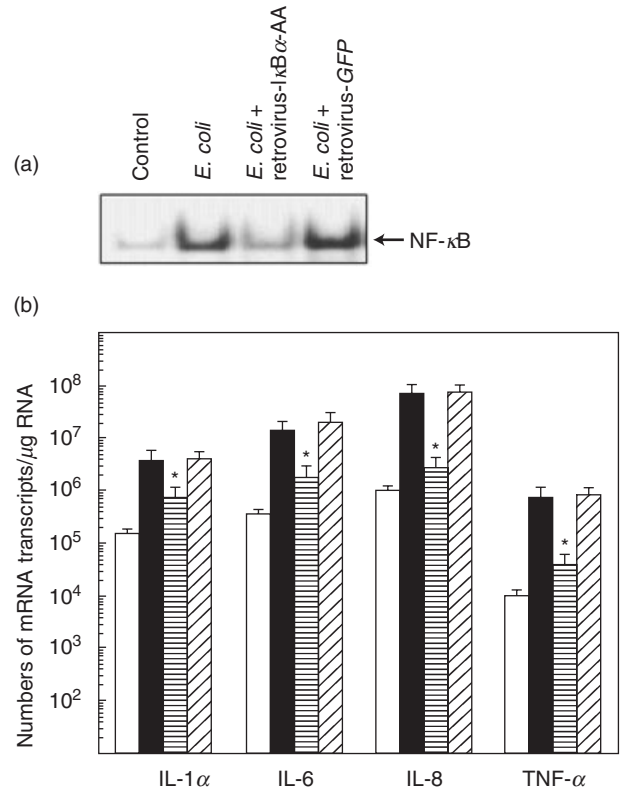 (a)
Control
E. coli
E. coli +
retrovirus-IκBα-AA
E. coli +
retrovirus-GFP
NF-κB
(b)
Numbers of mRNA transcripts/μg RNA
10⁸
10⁷
10⁶
10⁵
10⁴
10³
10²
* * * *
IL-1α IL-6 IL-8 TNF-α